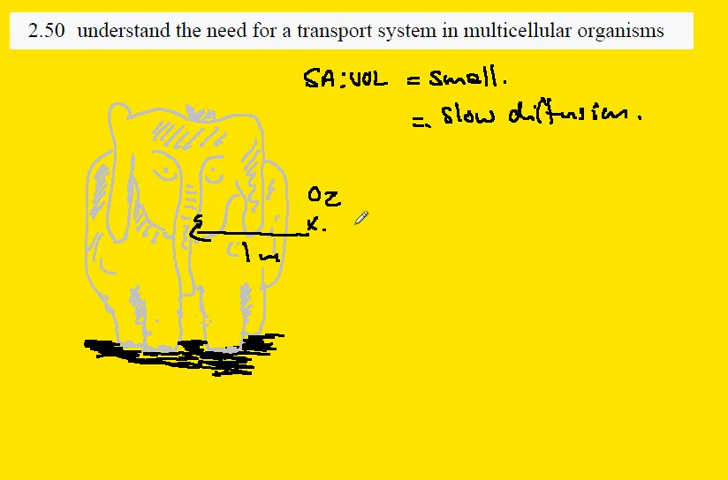 2.50 understand the need for a transport system in multicellular organisms
SA:VOL = small.
= slow diffusion.
O2
x.
1m